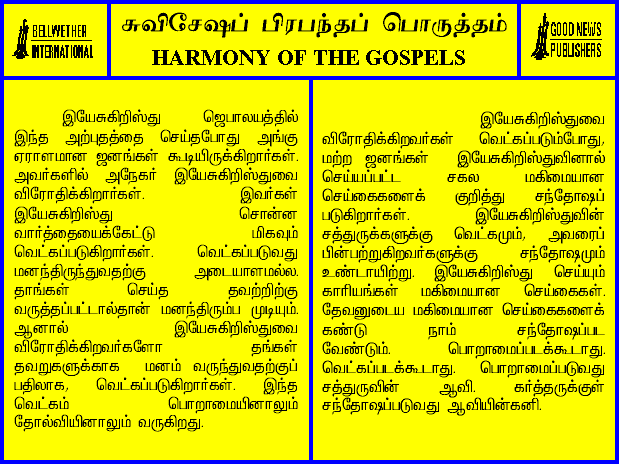 BELLWETHER
INTERNATIONAL
சுவிசேஷப் பிரபந்தப் பொருத்தம்
HARMONY OF THE GOSPELS
GOOD NEWS
PUBLISHERS
இயேசுகிறிஸ்து ஜெபாலயத்தில்
இந்த அற்புதத்தை செய்தபோது அங்கு
ஏராளமான ஜனங்கள் கூடியிருக்கிறார்கள்.
அவர்களில் அநேகர் இயேசுகிறிஸ்துவை
விரோதிக்கிறார்கள். இவர்கள்
இயேசுகிறிஸ்து சொன்ன
வார்த்தையைக்கேட்டு மிகவும்
வெட்கப்படுகிறார்கள். வெட்கப்படுவது
மனந்திருந்துவதற்கு அடையாளமல்ல.
தாங்கள் செய்த தவற்றிற்கு
வருத்தப்பட்டால்தான் மனந்திரும்ப முடியும்.
ஆனால் இயேசுகிறிஸ்துவை
விரோதிக்கிறவர்களோ தங்கள்
தவறுகளுக்காக மனம் வருந்துவதற்குப்
பதிலாக, வெட்கப்படுகிறார்கள். இந்த
வெட்கம் பொறாமையினாலும்
தோல்வியினாலும் வருகிறது.
இயேசுகிறிஸ்துவை
விரோதிக்கிறவர்கள் வெட்கப்படும்போது,
மற்ற ஜனங்கள் இயேசுகிறிஸ்துவினால்
செய்யப்பட்ட சகல மகிமையான
செய்கைகளைக் குறித்து சந்தோஷப்
படுகிறார்கள். இயேசுகிறிஸ்துவின்
சத்துருக்களுக்கு வெட்கமும், அவரைப்
பின்பற்றுகிறவர்களுக்கு சந்தோஷமும்
உண்டாயிற்று. இயேசுகிறிஸ்து செய்யும்
காரியங்கள் மகிமையான செய்கைகள்.
தேவனுடைய மகிமையான செய்கைகளைக்
கண்டு நாம் சந்தோஷப்பட
வேண்டும். பொறாமைப்படக்கூடாது.
வெட்கப்படக்கூடாது. பொறாமைப்படுவது
சத்துருவின் ஆவி. கர்த்தருக்குள்
சந்தோஷப்படுவது ஆவியின்கனி.